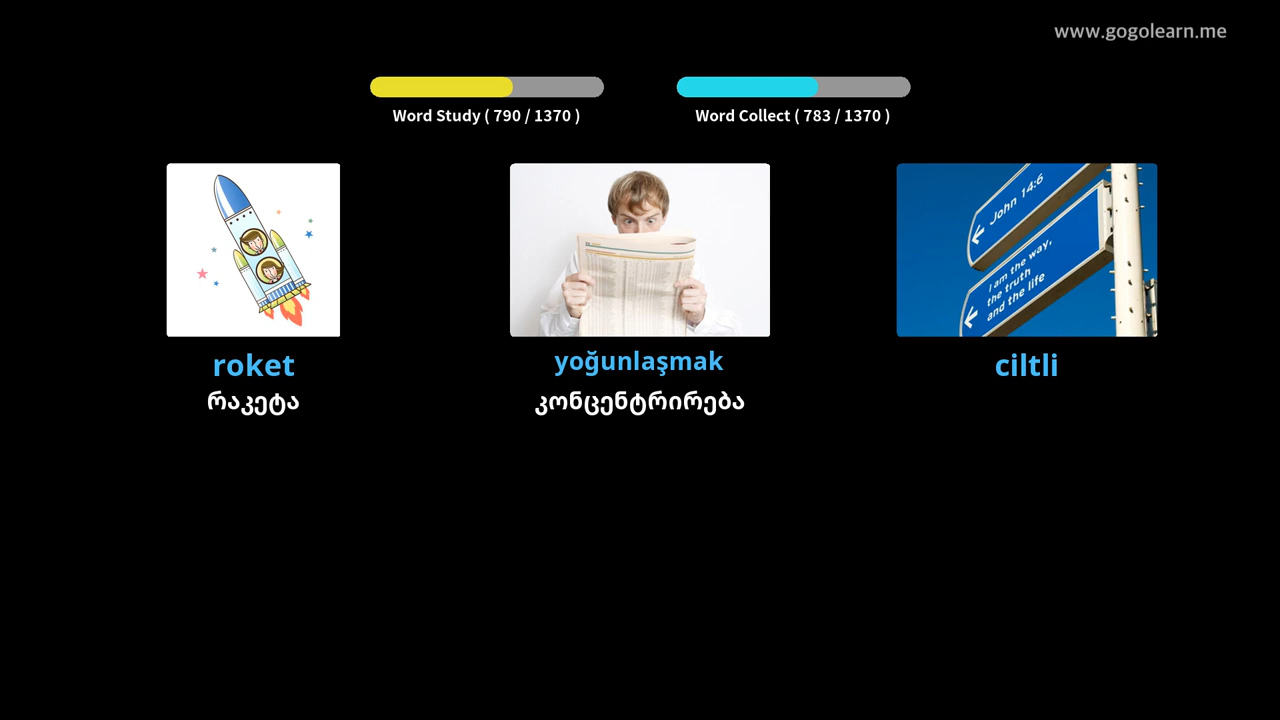 www.gogolearn.me
Word Study ( 790 / 1370 )
Word Collect ( 783 / 1370 )
John 14:6
I am the way,
the truth
and the life
roket
yoğunlaşmak
ciltli
რაკეტა
კონცენტრირება